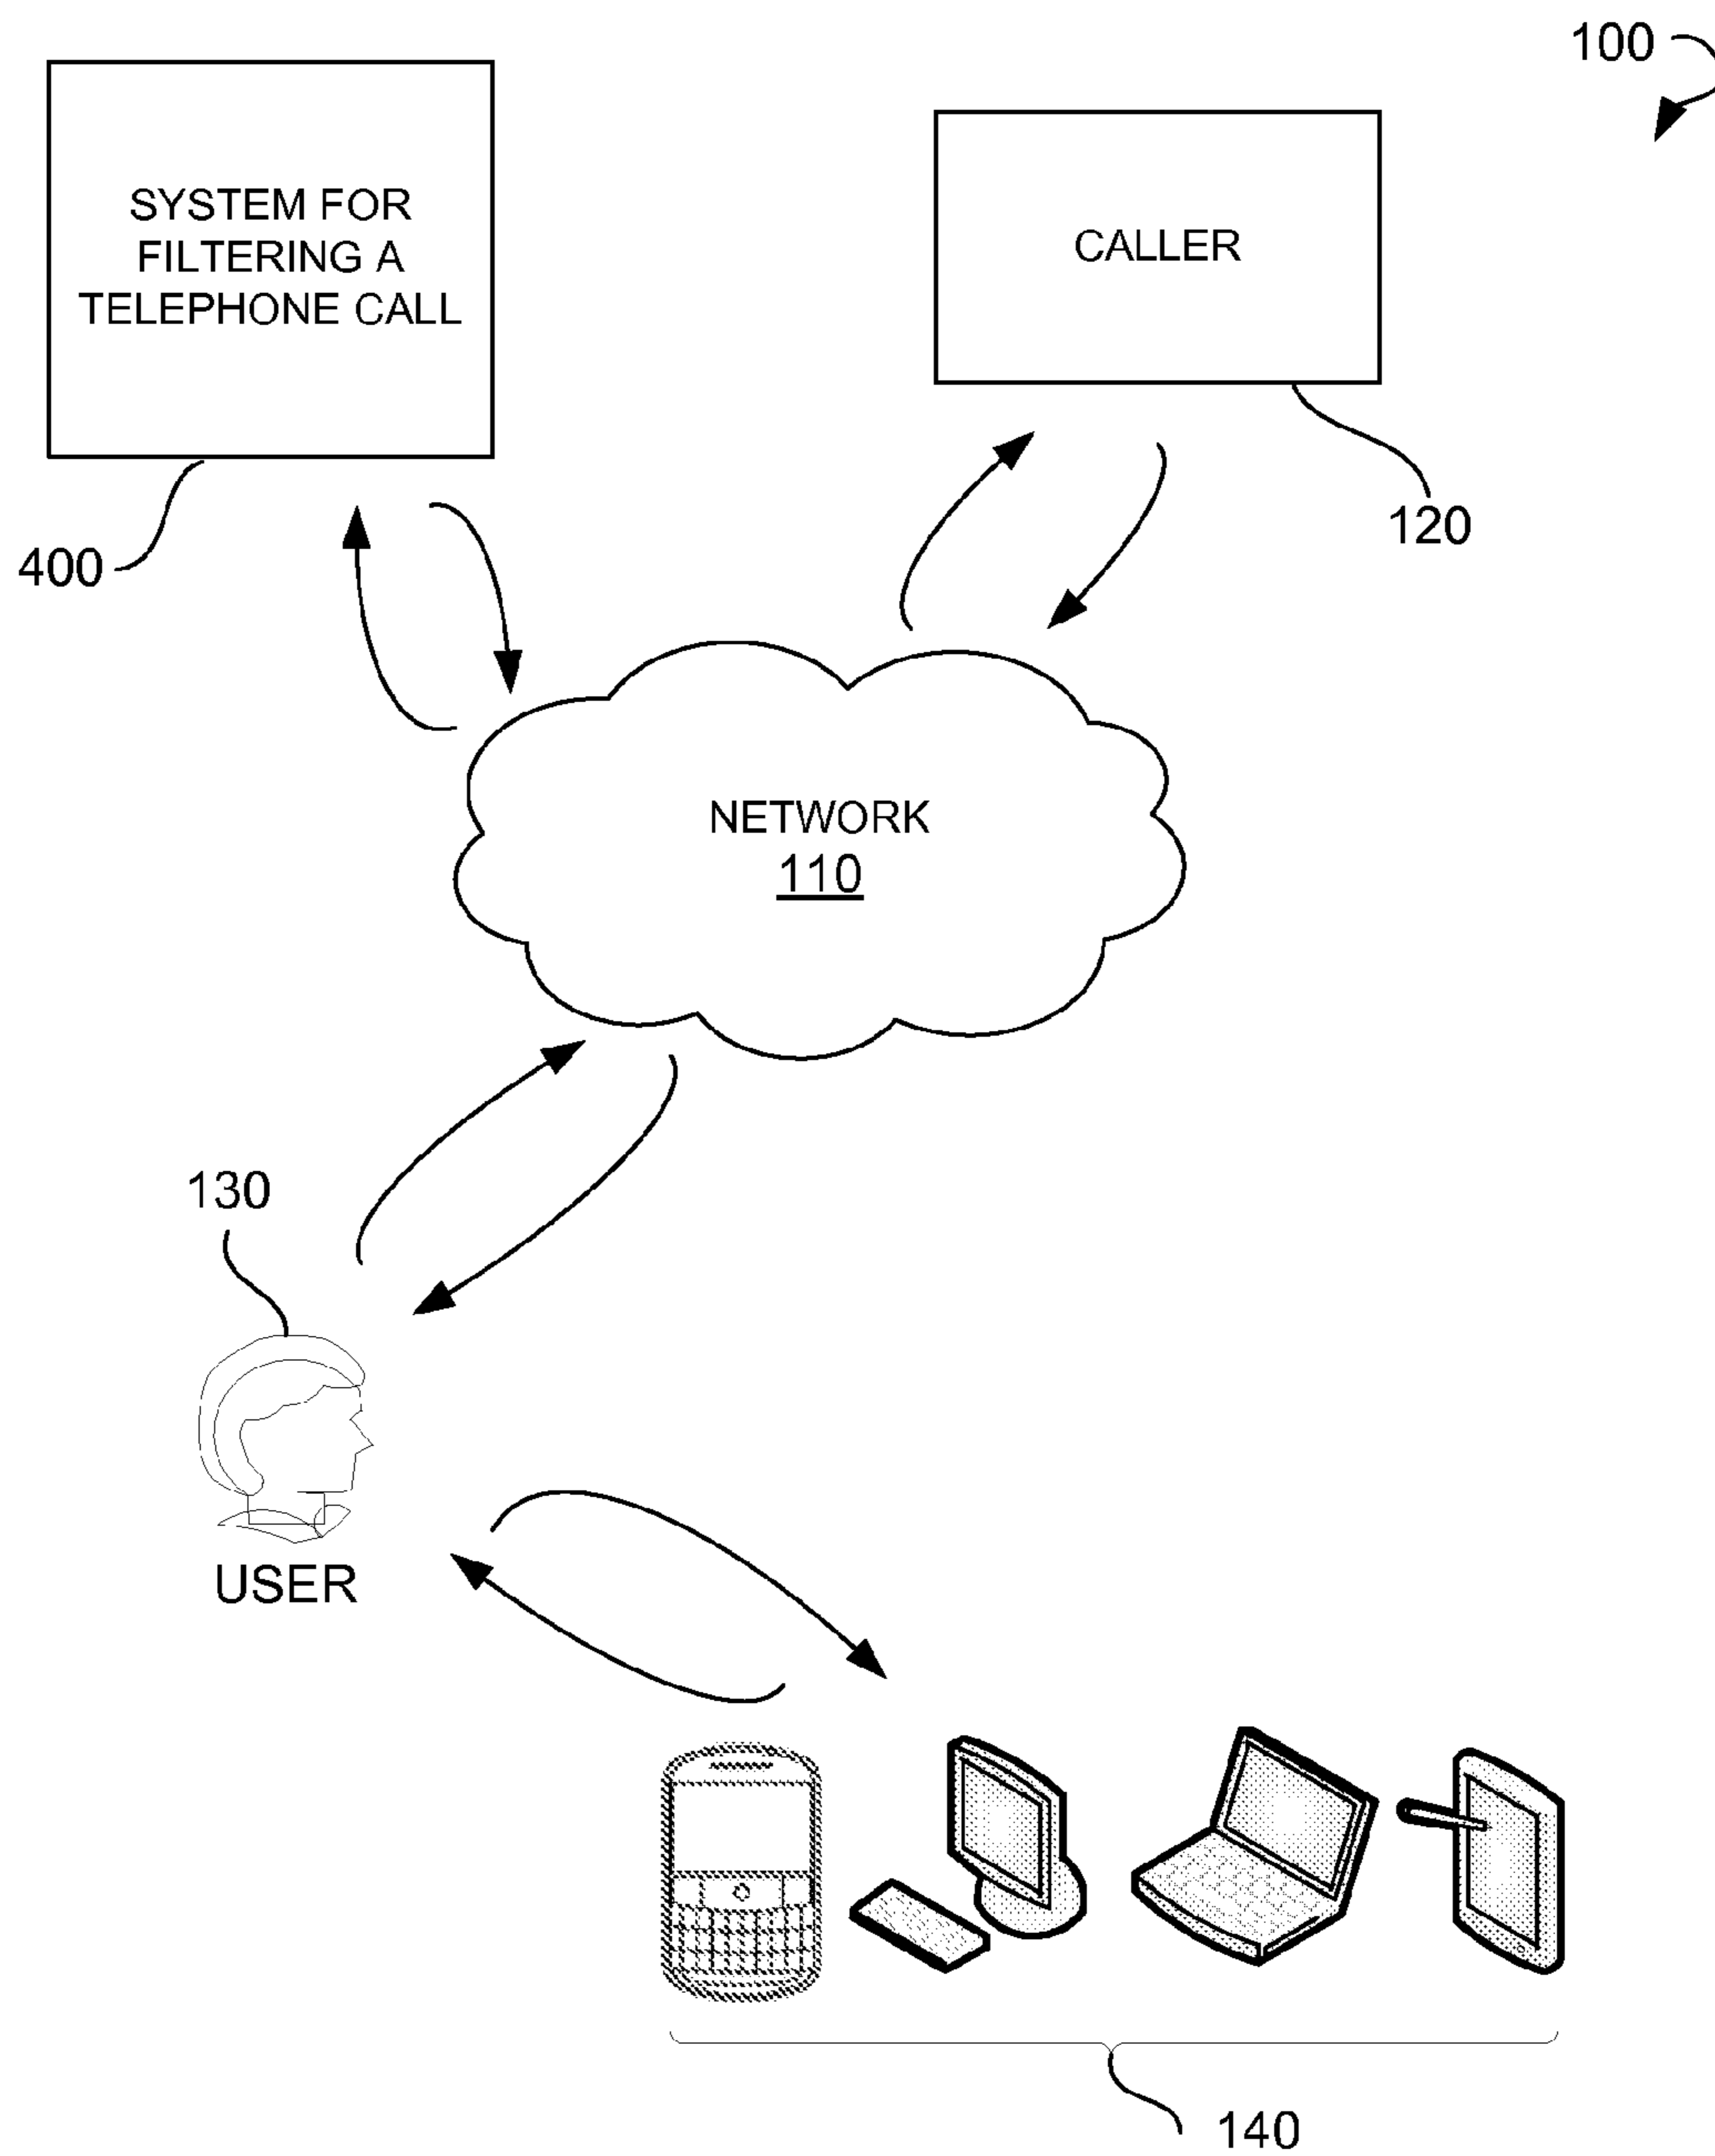 100
SYSTEM FOR
FILTERING A
TELEPHONE CALL
CALLER
400
120
NETWORK
110
130
USER
140